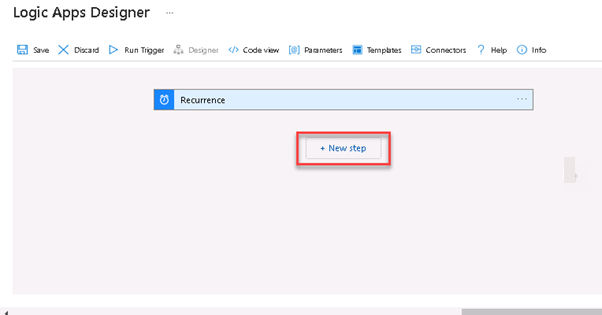 Logic Apps Designer ...
Save Discard Run Trigger Designer Code view Parameters Templates Connectors Help Info
Recurrence ...
+ New step